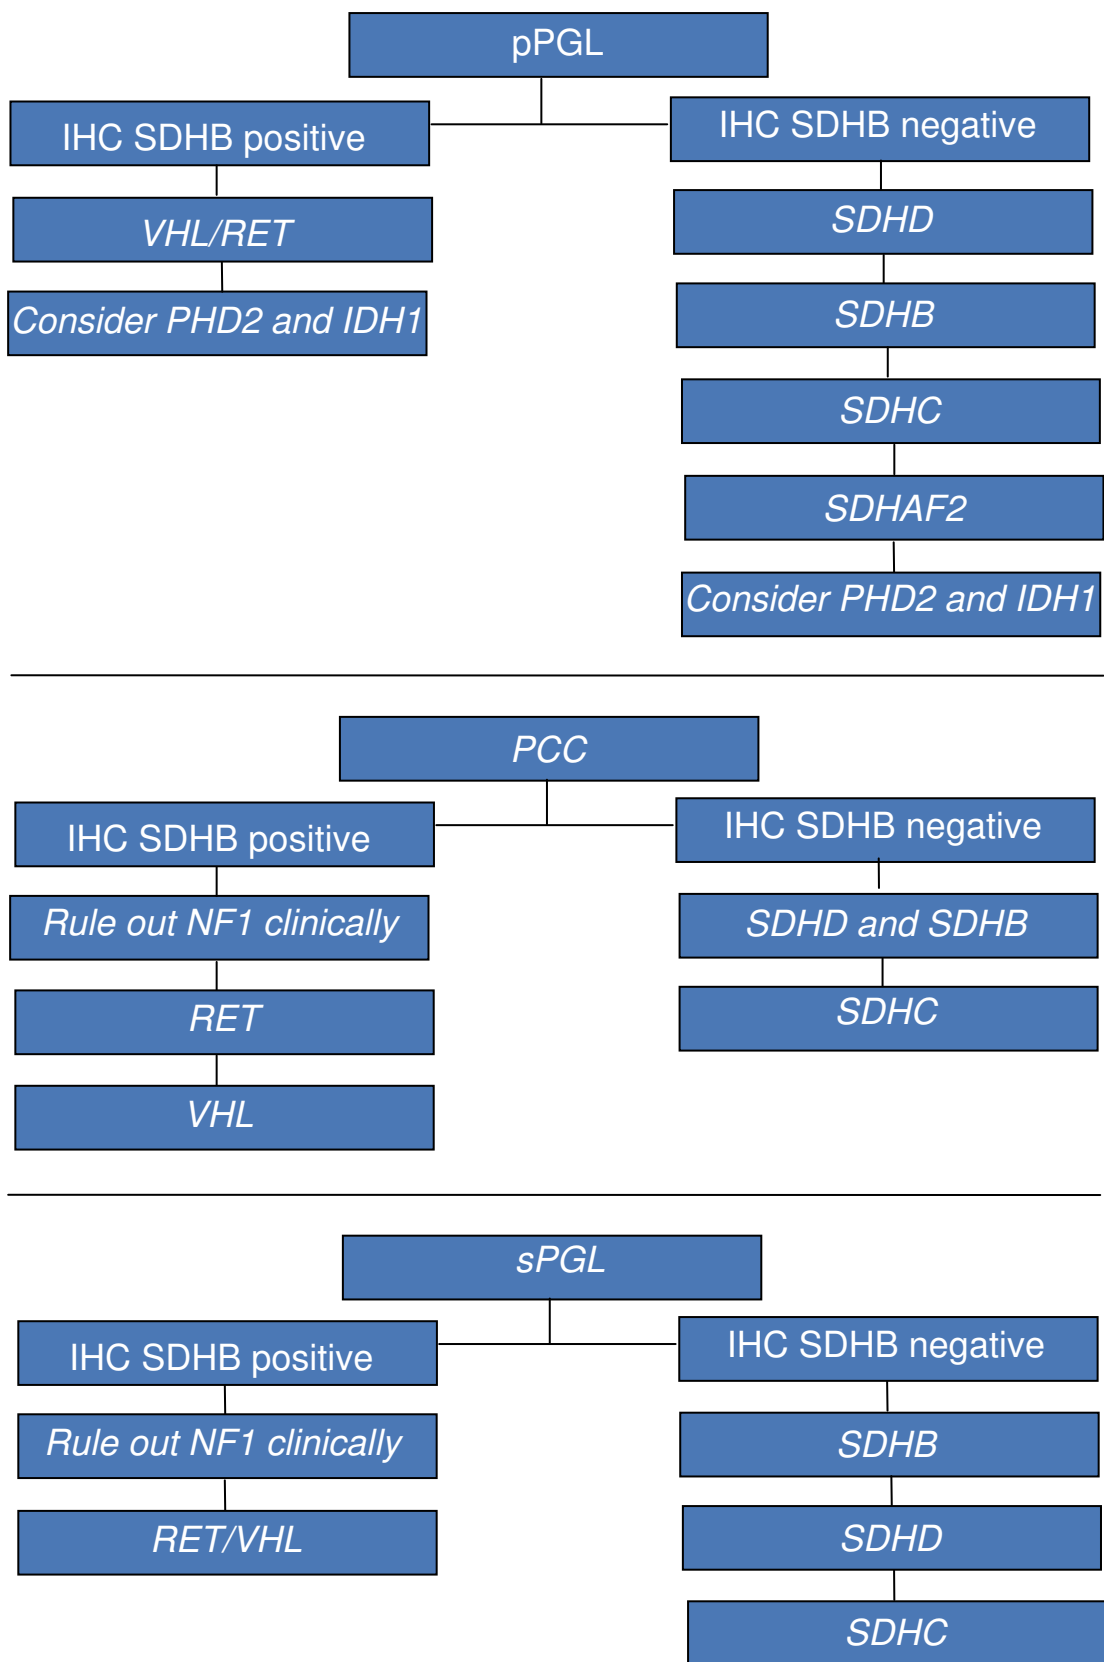 pPGL
IHC SDHB positive
VHL/RET
Consider PHD2 and IDH1
IHC SDHB negative
SDHD
SDHB
SDHC
SDHAF2
Consider PHD2 and IDH1
PCC
IHC SDHB positive
Rule out NF1 clinically
RET
VHL
IHC SDHB negative
SDHD and SDHB
SDHC
sPGL
IHC SDHB positive
Rule out NF1 clinically
RET/VHL
IHC SDHB negative
SDHB
SDHD
SDHC